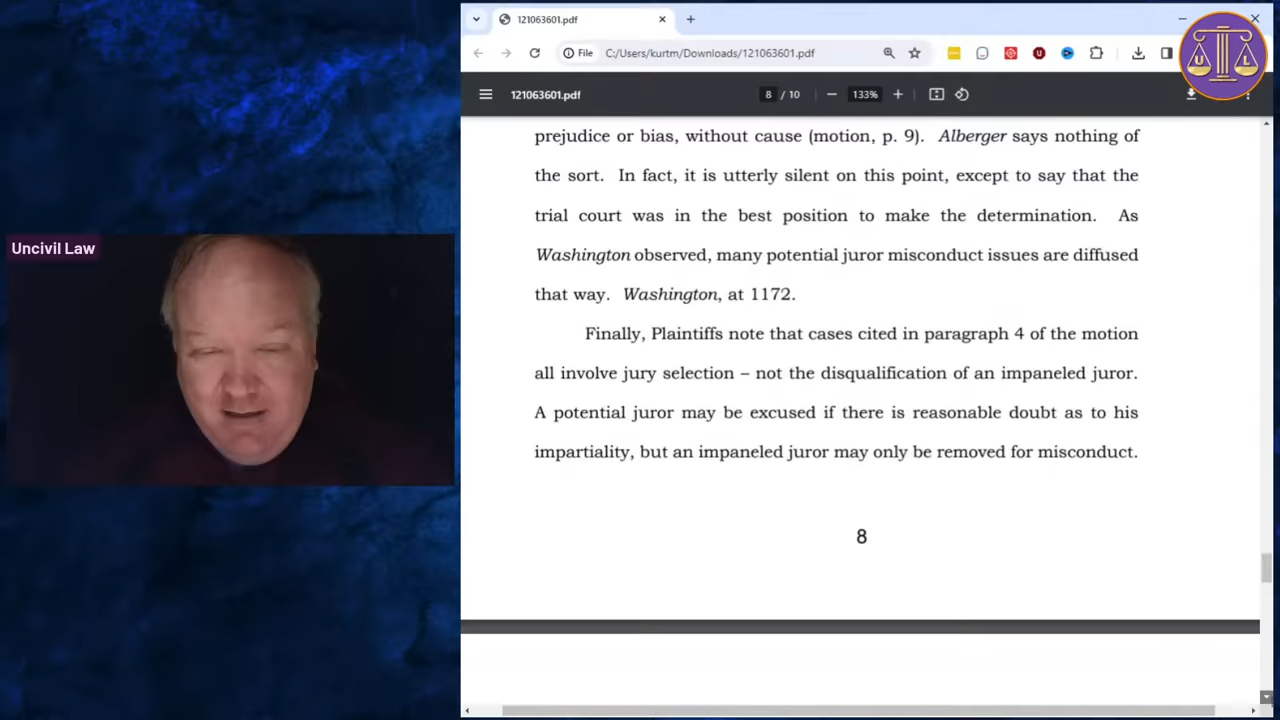 121063601.pdf
File
C:/Users/kurtm/Downloads/121063601.pdf
U L
121063601.pdf
8 / 10
133%
prejudice or bias, without cause (motion, p. 9). Alberger says nothing of
the sort. In fact, it is utterly silent on this point, except to say that the
trial court was in the best position to make the determination. As
Uncivil Law
Washington observed, many potential juror misconduct issues are diffused
that way. Washington, at 1172.
Finally, Plaintiffs note that cases cited in paragraph 4 of the motion
all involve jury selection – not the disqualification of an impaneled juror.
A potential juror may be excused if there is reasonable doubt as to his
impartiality, but an impaneled juror may only be removed for misconduct.
8